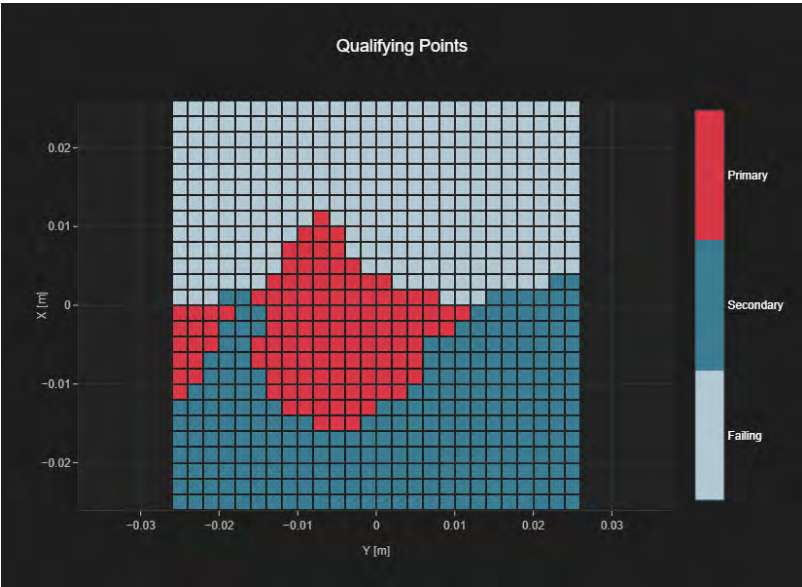 Qualifying Points
0.02
0.01
0
−0.01
−0.02
X [m]
−0.03
−0.02
−0.01
0
0.01
0.02
0.03
Y [m]
Primary
Secondary
Failing